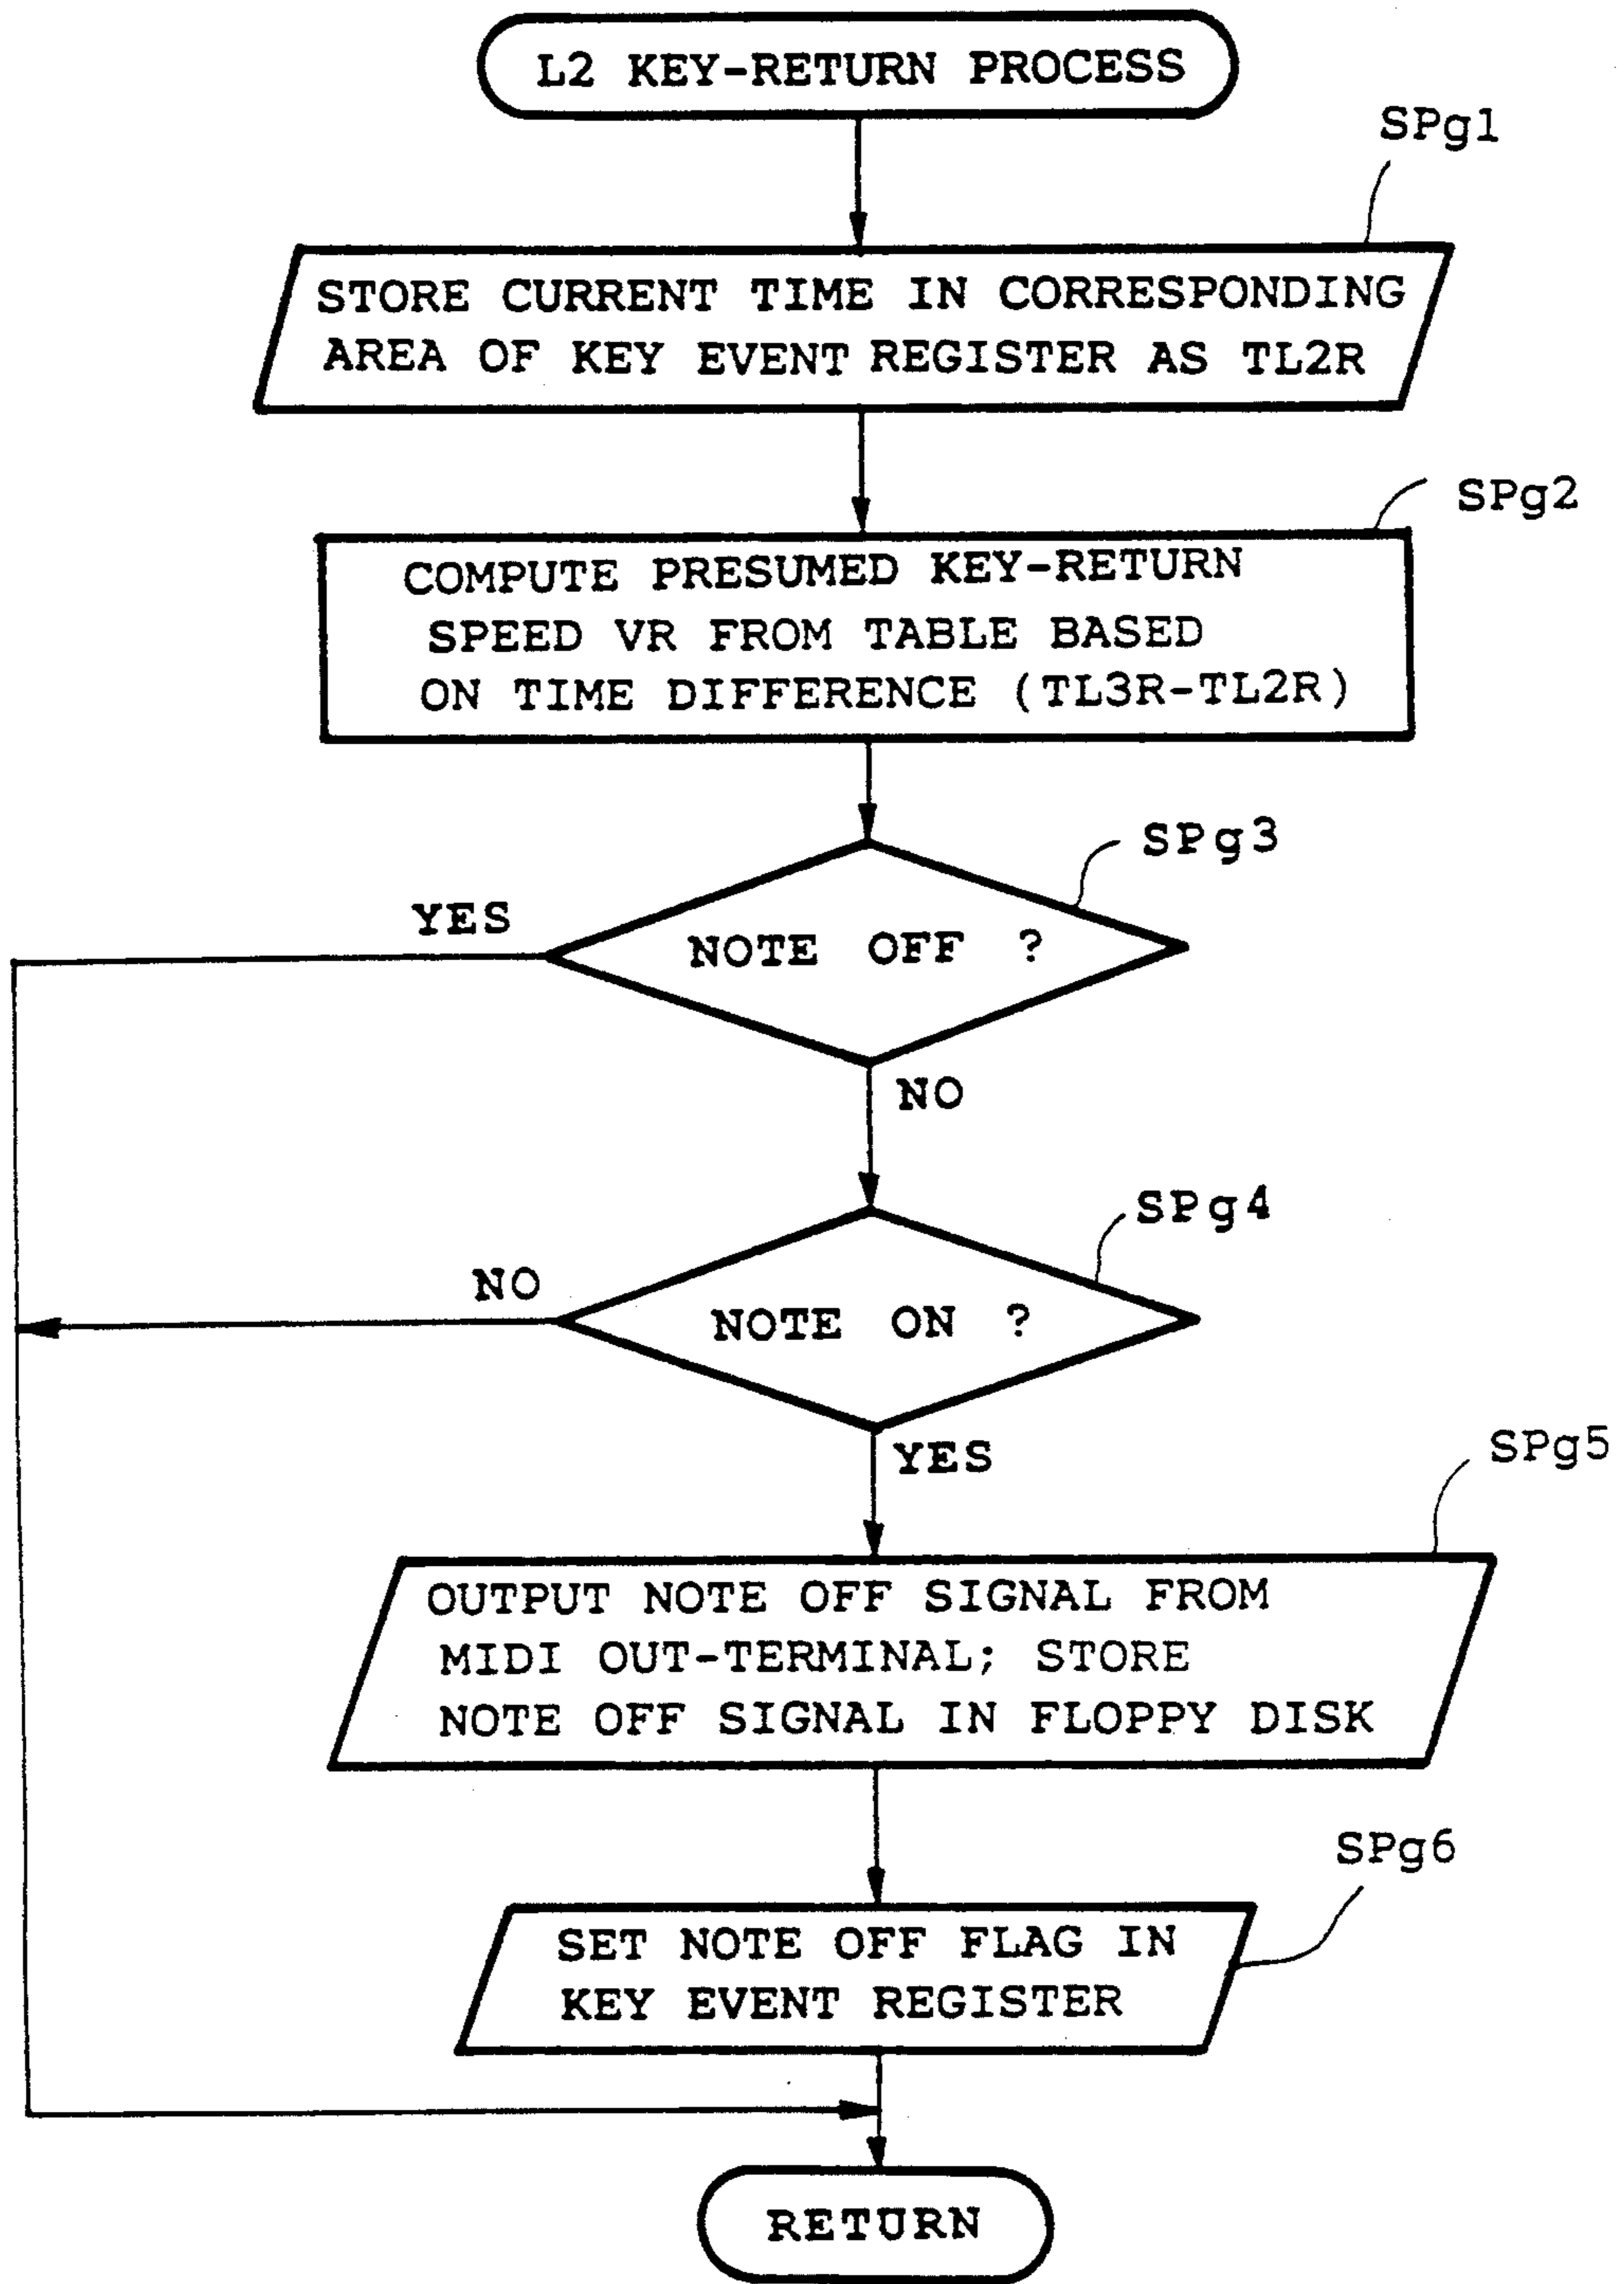 L2 KEY-RETURN PROCESS
SPg1
STORE CURRENT TIME IN CORRESPONDING
AREA OF KEY EVENT REGISTER AS TL2R
SPg2
COMPUTE PRESUMED KEY-RETURN
SPEED VR FROM TABLE BASED
ON TIME DIFFERENCE (TL3R-TL2R)
SPg3
YES
NOTE OFF ?
NO
SPg4
NO
NOTE ON ?
YES
SPg5
OUTPUT NOTE OFF SIGNAL FROM
MIDI OUT-TERMINAL; STORE
NOTE OFF SIGNAL IN FLOPPY DISK
SPg6
SET NOTE OFF FLAG IN
KEY EVENT REGISTER
RETURN